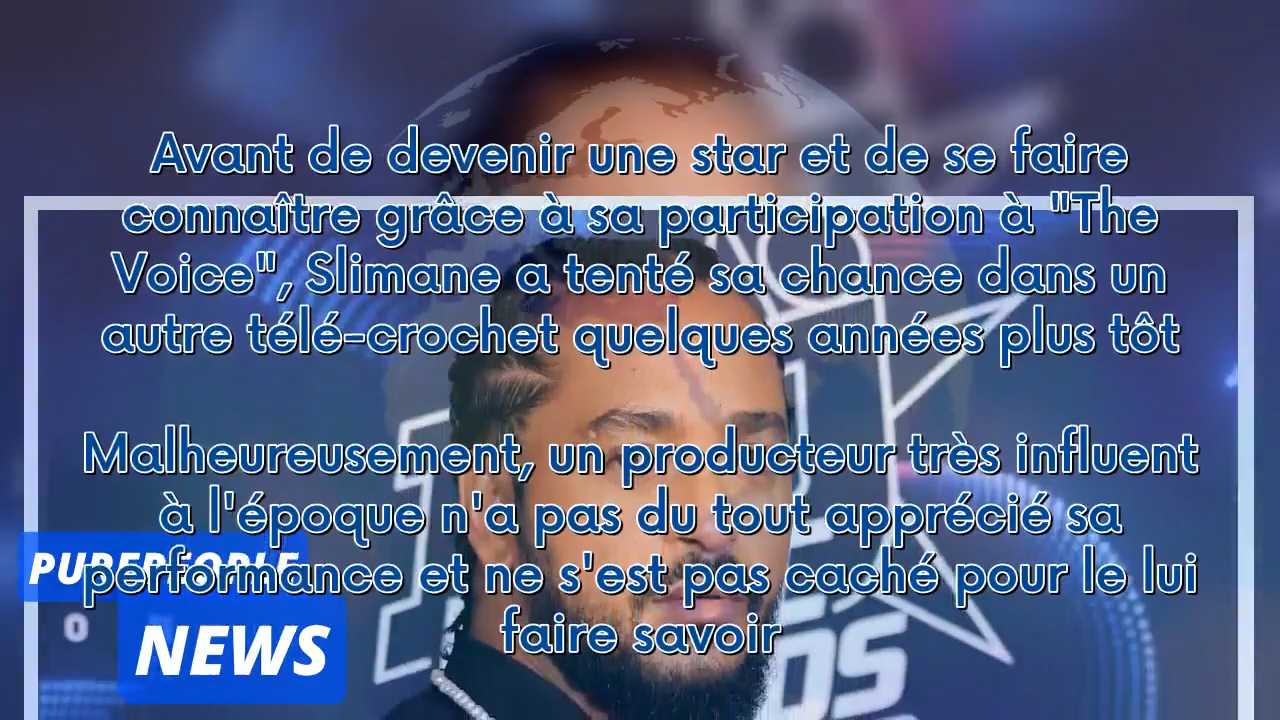 Avant de devenir une star et de se faire
connaître grâce à sa participation à "The
Voice", Slimane a tenté sa chance dans un
autre télé-crochet quelques années plus tôt
Malheureusement, un producteur très influent
à l'époque n'a pas du tout apprécié sa
performance et ne s'est pas caché pour le lui
faire savoir
NEWS